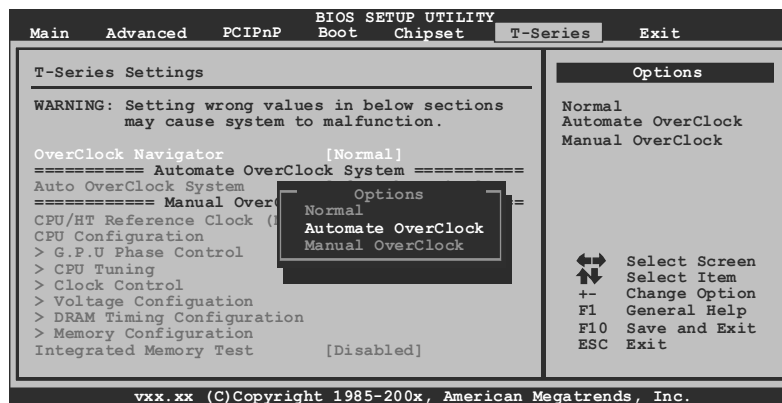 BIOS SETUP UTILITY
Main Advanced PCIPnP Boot Chipset T-Series Exit
T-Series Settings
WARNING: Setting wrong values in below sections
may cause system to malfunction.
OverClock Navigator [Normal]
=========== Automate OverClock System ===========
Auto OverClock System
============ Manual Over =
CPU/HT Reference Clock (
CPU Configuration
> G.P.U Phase Control
> CPU Tuning
> Clock Control
> Voltage Configuation
> DRAM Timing Configuration
> Memory Configuration
Integrated Memory Test [Disabled]
Options
Normal
Automate OverClock
Manual OverClock
Options
Normal
Automate OverClock
Manual OverClock
Select Screen
Select Item
+- Change Option
F1 General Help
F10 Save and Exit
ESC Exit
vxx.xx (C)Copyright 1985-200x, American Megatrends, Inc.